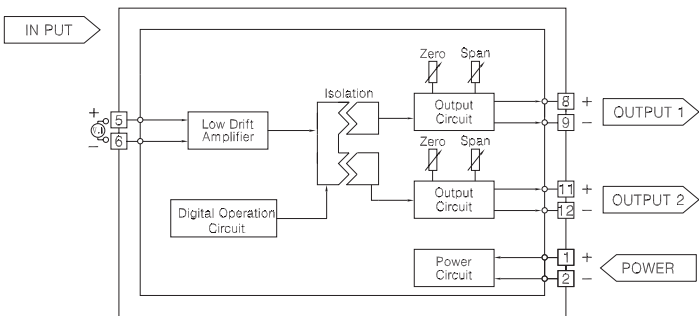 IN PUT
Zero Span
Isolation
+
5
Low Drift
Amplifier
Output
Circuit
8 +
9 −
OUTPUT 1
6
−
Zero Span
Digital Operation
Circuit
Output
Circuit
11 +
12 −
OUTPUT 2
Power
Circuit
1 +
2 −
POWER